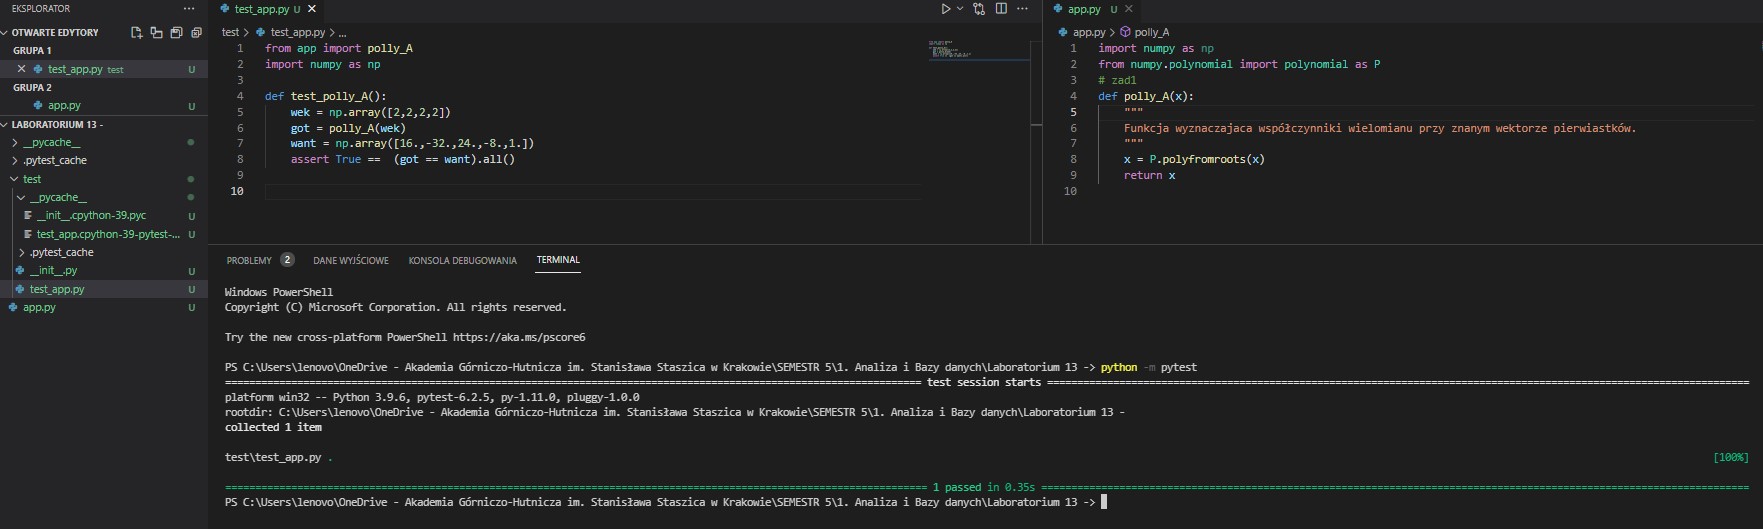 EKSPLORATOR ...
OTWARTE EDYTORY
GRUPA 1
test_app.py test U
GRUPA 2
app.py U
LABORATORIUM 13 -
__pycache__
.pytest_cache
test
__pycache__
__init__.cpython-39.pyc U
test_app.cpython-39-pytest-... U
.pytest_cache
__init__.py U
test_app.py U
app.py U
test_app.py U
test > test_app.py > ...
1 from app import polly_A
2 import numpy as np
3
4 def test_polly_A():
5 wek = np.array([2,2,2,2])
6 got = polly_A(wek)
7 want = np.array([16.,-32.,24.,-8.,1.])
8 assert True == (got == want).all()
9
10
app.py U
app.py > polly_A
1 import numpy as np
2 from numpy.polynomial import polynomial as P
3 # zad1
4 def polly_A(x):
5 """
6 Funkcja wyznaczajaca współczynniki wielomianu przy znanym wektorze pierwiastków.
7 """
8 x = P.polyfromroots(x)
9 return x
10
PROBLEMY 2 DANE WYJŚCIOWE KONSOLA DEBUGOWANIA TERMINAL
Windows PowerShell
Copyright (C) Microsoft Corporation. All rights reserved.
Try the new cross-platform PowerShell https://aka.ms/pscore6
PS C:\Users\lenovo\OneDrive - Akademia Górniczo-Hutnicza im. Stanisława Staszica w Krakowie\SEMESTR 5\1. Analiza i Bazy danych\Laboratorium 13 -> python -m pytest
test session starts
platform win32 -- Python 3.9.6, pytest-6.2.5, py-1.11.0, pluggy-1.0.0
rootdir: C:\Users\lenovo\OneDrive - Akademia Górniczo-Hutnicza im. Stanisława Staszica w Krakowie\SEMESTR 5\1. Analiza i Bazy danych\Laboratorium 13 -
collected 1 item
test\test_app.py . [100%]
1 passed in 0.35s
PS C:\Users\lenovo\OneDrive - Akademia Górniczo-Hutnicza im. Stanisława Staszica w Krakowie\SEMESTR 5\1. Analiza i Bazy danych\Laboratorium 13 ->